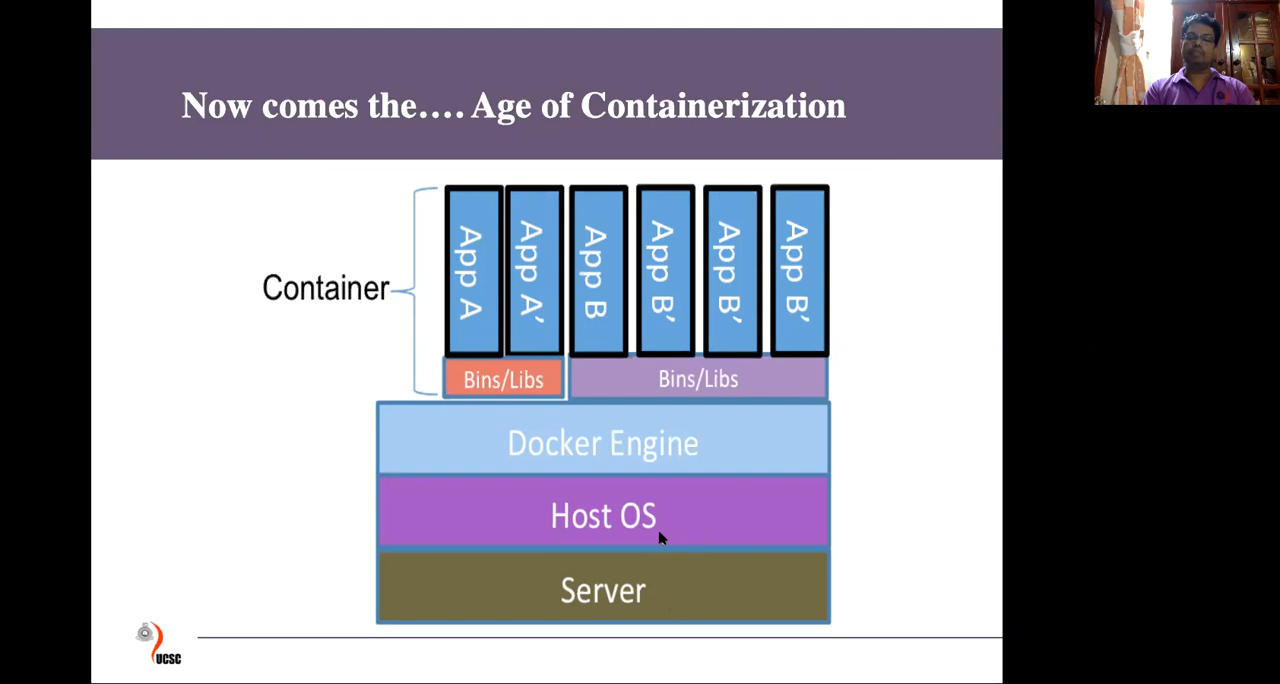 Now comes the.... Age of Containerization
Container
App A
App A’
App B
App B’
App B’
App B’
Bins/Libs
Bins/Libs
Docker Engine
Host OS
Server
UCSC